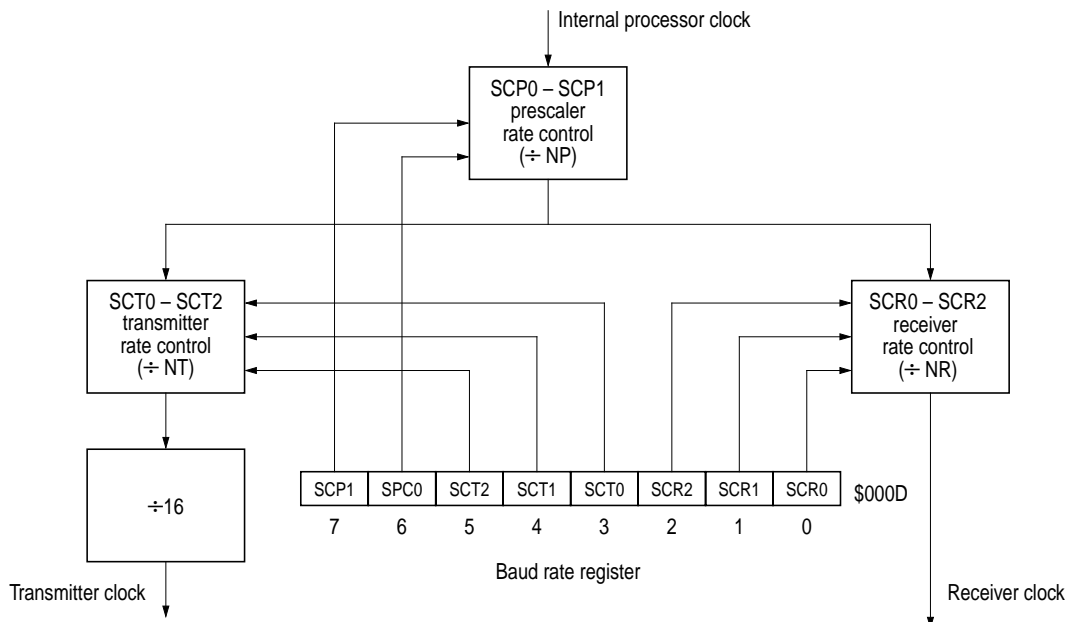 Internal processor clock
SCP0 – SCP1
prescaler
rate control
(÷ NP)
SCT0 – SCT2
transmitter
rate control
(÷ NT)
SCR0 – SCR2
receiver
rate control
(÷ NR)
÷16
SCP1 SPC0 SCT2 SCT1 SCT0 SCR2 SCR1 SCR0 $000D
7 6 5 4 3 2 1 0
Baud rate register
Transmitter clock
Receiver clock